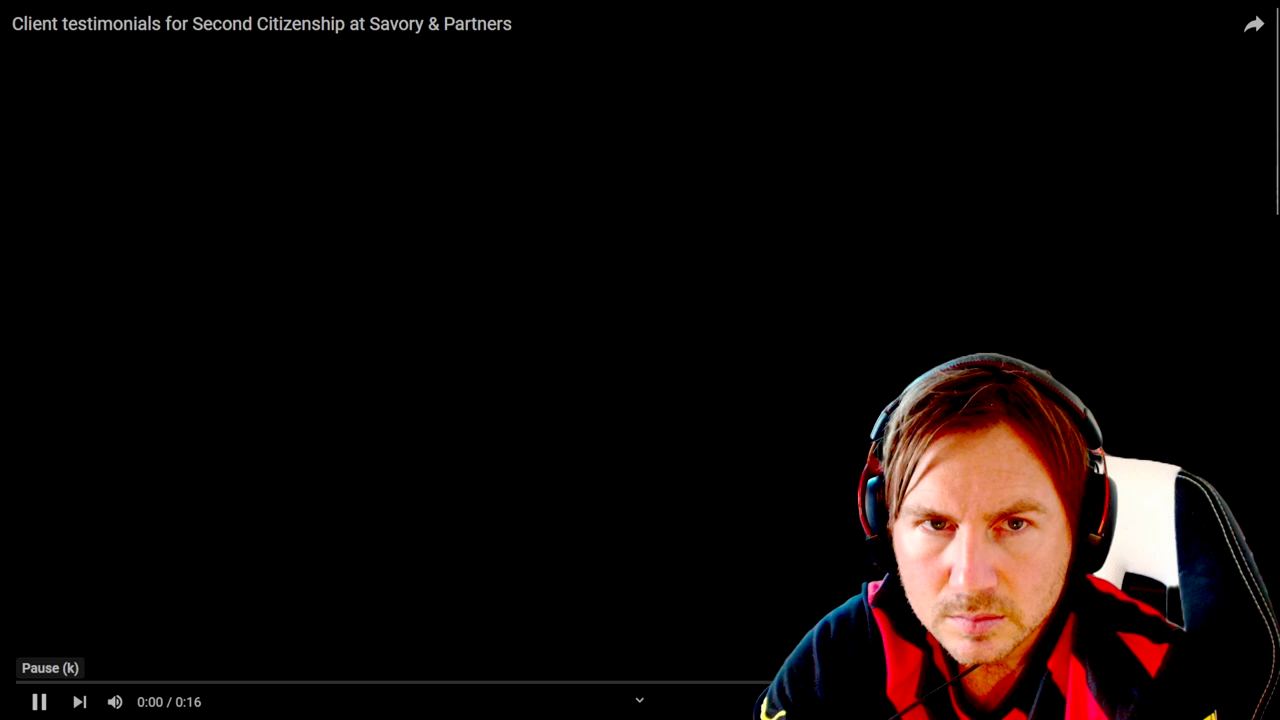 Client testimonials for Second Citizenship at Savory & Partners
Pause (k)
0:00 / 0:16